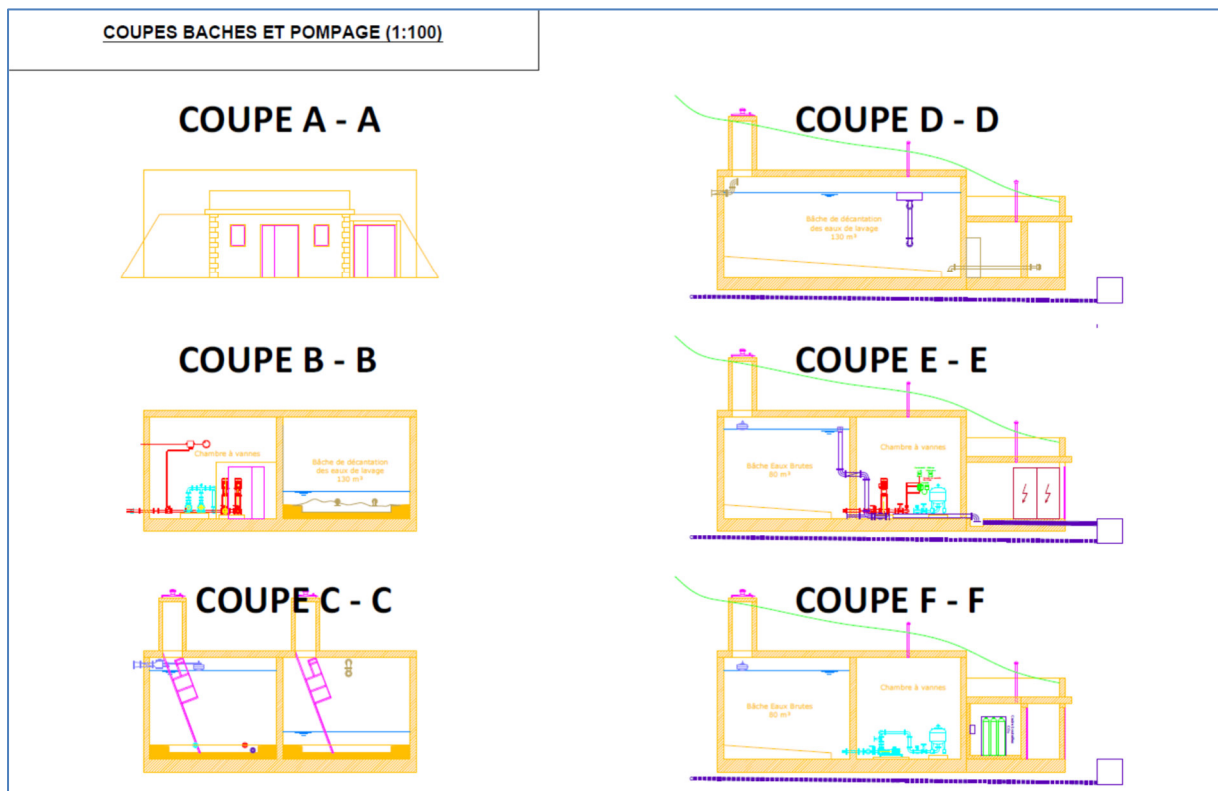 COUPES BACHES ET POMPAGE (1:100)
COUPE A - A
COUPE D - D
Bâche de décantation
des eaux de lavage
130 m³
COUPE B - B
Chambre à vannes
Bâche de décantation
des eaux de lavage
130 m³
COUPE E - E
Bâche Eaux Brutes
80 m³
Chambre à vannes
COUPE C - C
COUPE F - F
Bâche Eaux Brutes
80 m³
Chambre à vannes